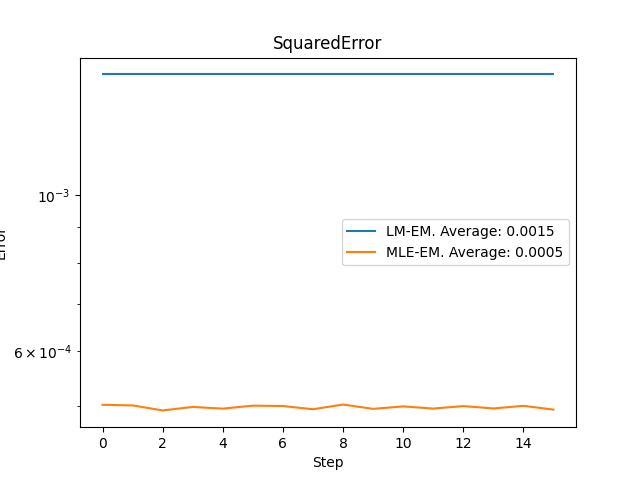 SquaredError
10⁻³
6 × 10⁻⁴
Error
LM-EM. Average: 0.0015
MLE-EM. Average: 0.0005
0 2 4 6 8 10 12 14
Step